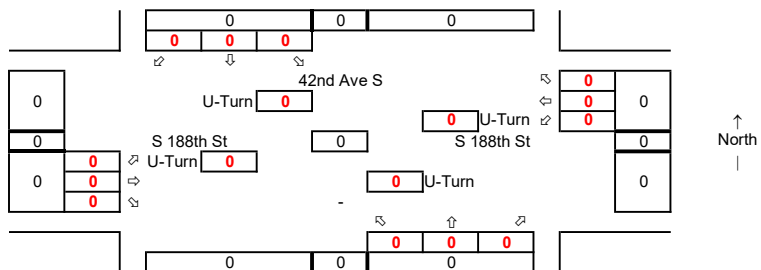 0 0 0
0 0 0
⬃ ⇩ ⬂
42nd Ave S
⬁ 0
0 0 0
U-Turn 0 ⇦ 0
0 U-Turn ⬃ 0
0 S 188th St 0 S 188th St 0
0 ⬀ U-Turn 0
0 0 ⇨ 0 U-Turn 0
0 ⬂ -
⬁ ⇧ ⬀
0 0 0
0 0 0
↑
North
|